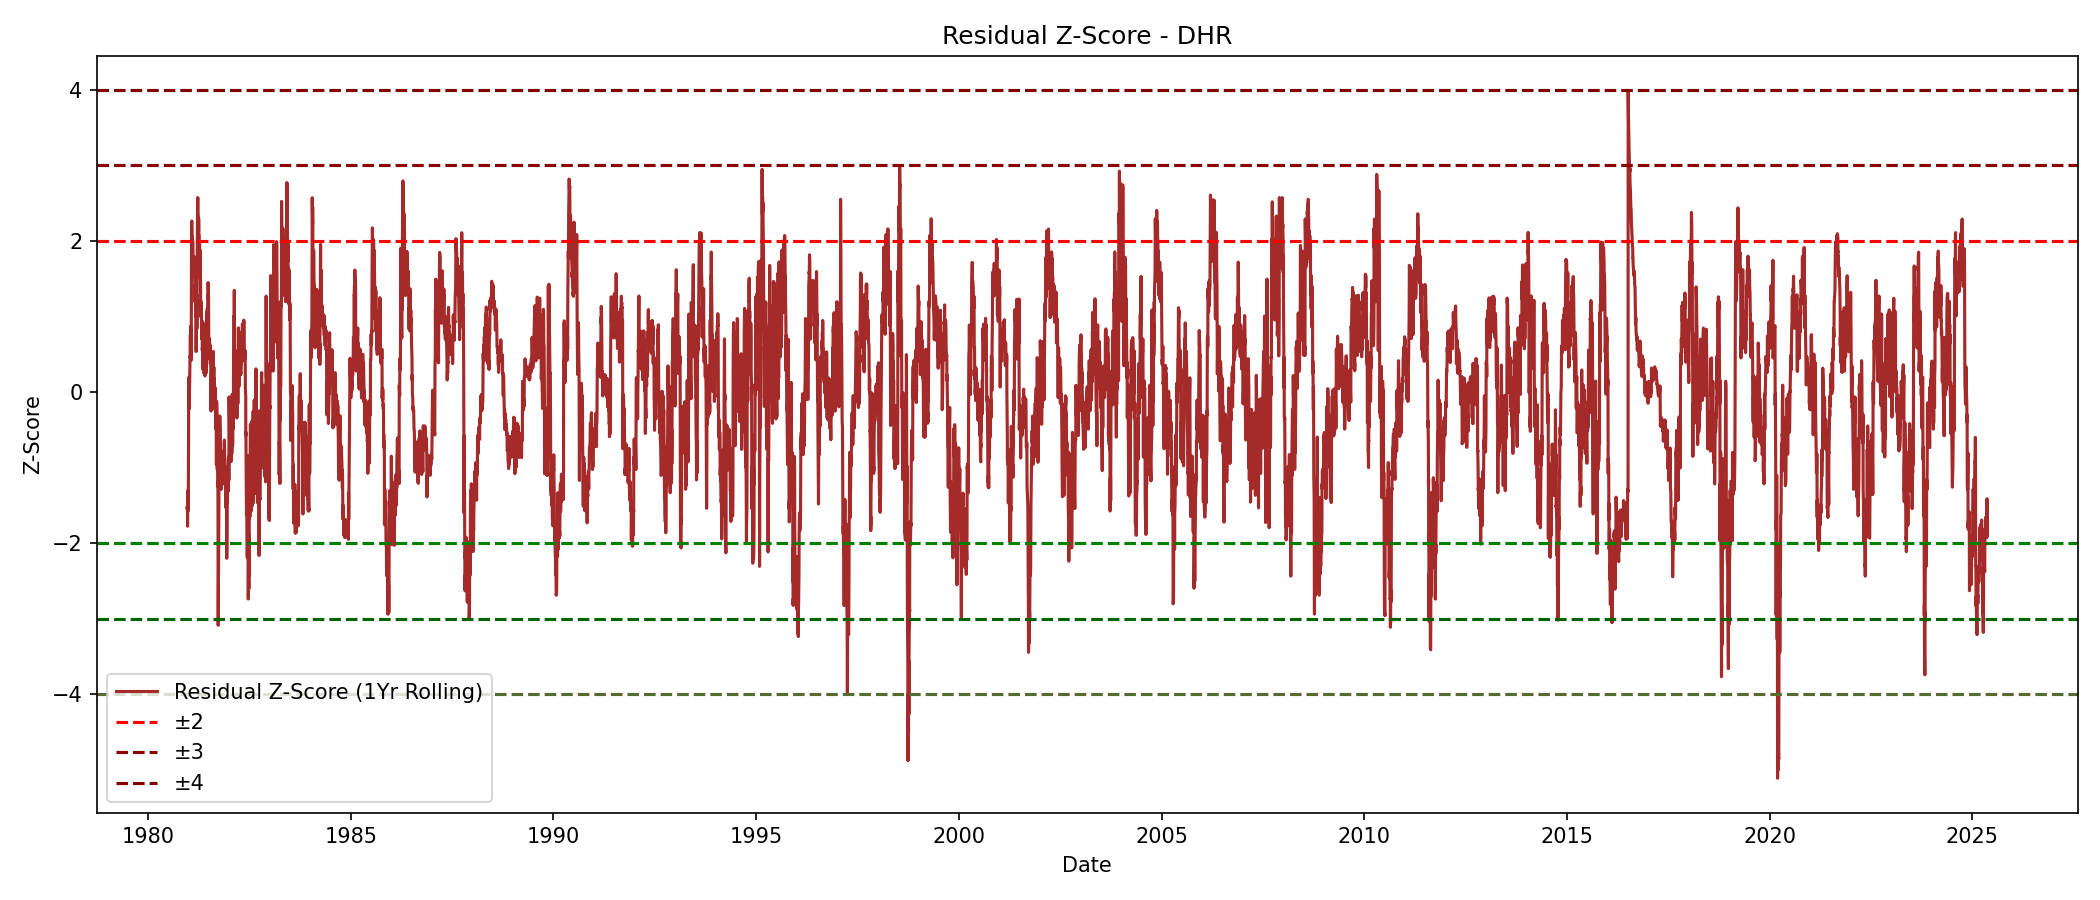 Residual Z-Score - DHR
Z-Score
4
3
2
0
−2
−3
−4
Residual Z-Score (1Yr Rolling)
±2
±3
±4
1980 1985 1990 1995 2000 2005 2010 2015 2020 2025
Date